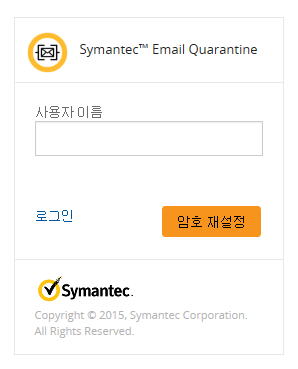 Symantec™ Email Quarantine
사용자 이름
로그인
암호 재설정
Symantec.
Copyright © 2015, Symantec Corporation.
All Rights Reserved.